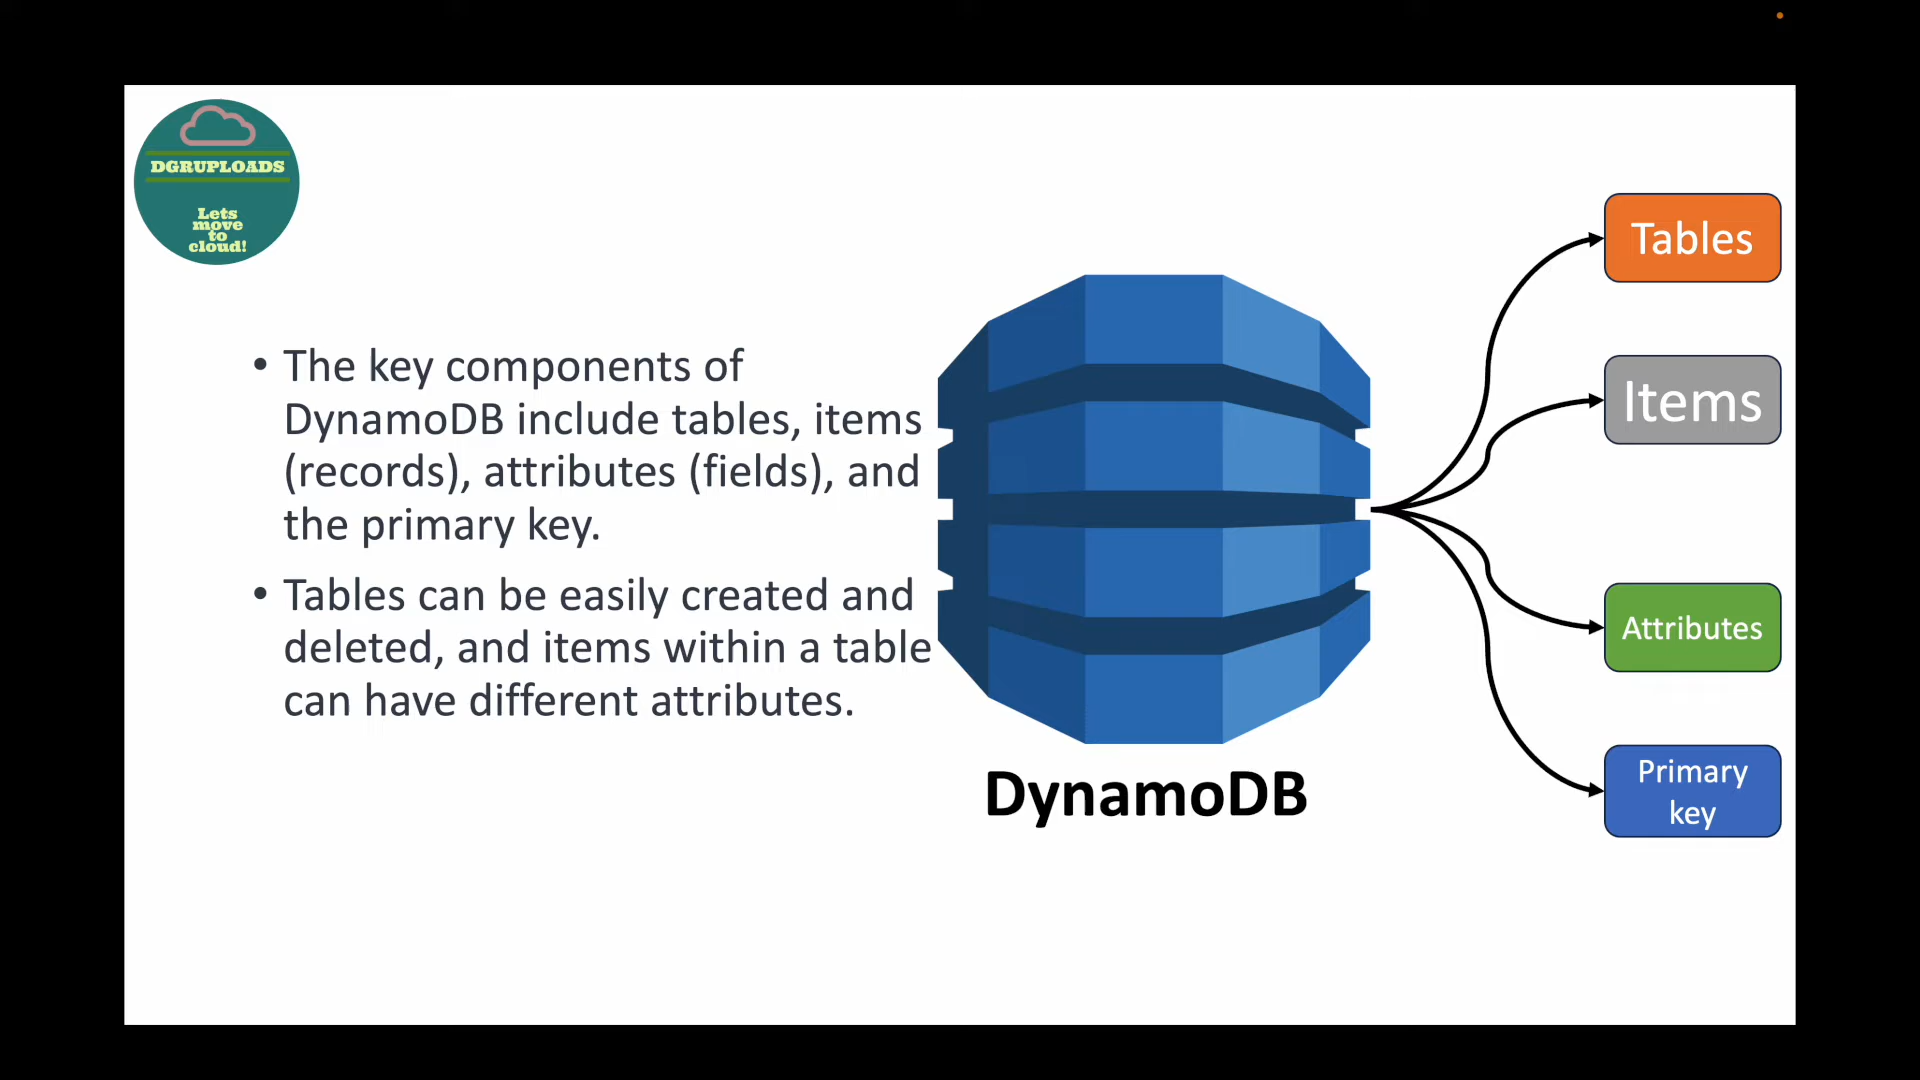 DGRUPLOADS
Lets
move
to
cloud!
• The key components of
DynamoDB include tables, items
(records), attributes (fields), and
the primary key.
• Tables can be easily created and
deleted, and items within a table
can have different attributes.
DynamoDB
Tables
Items
Attributes
Primary
key